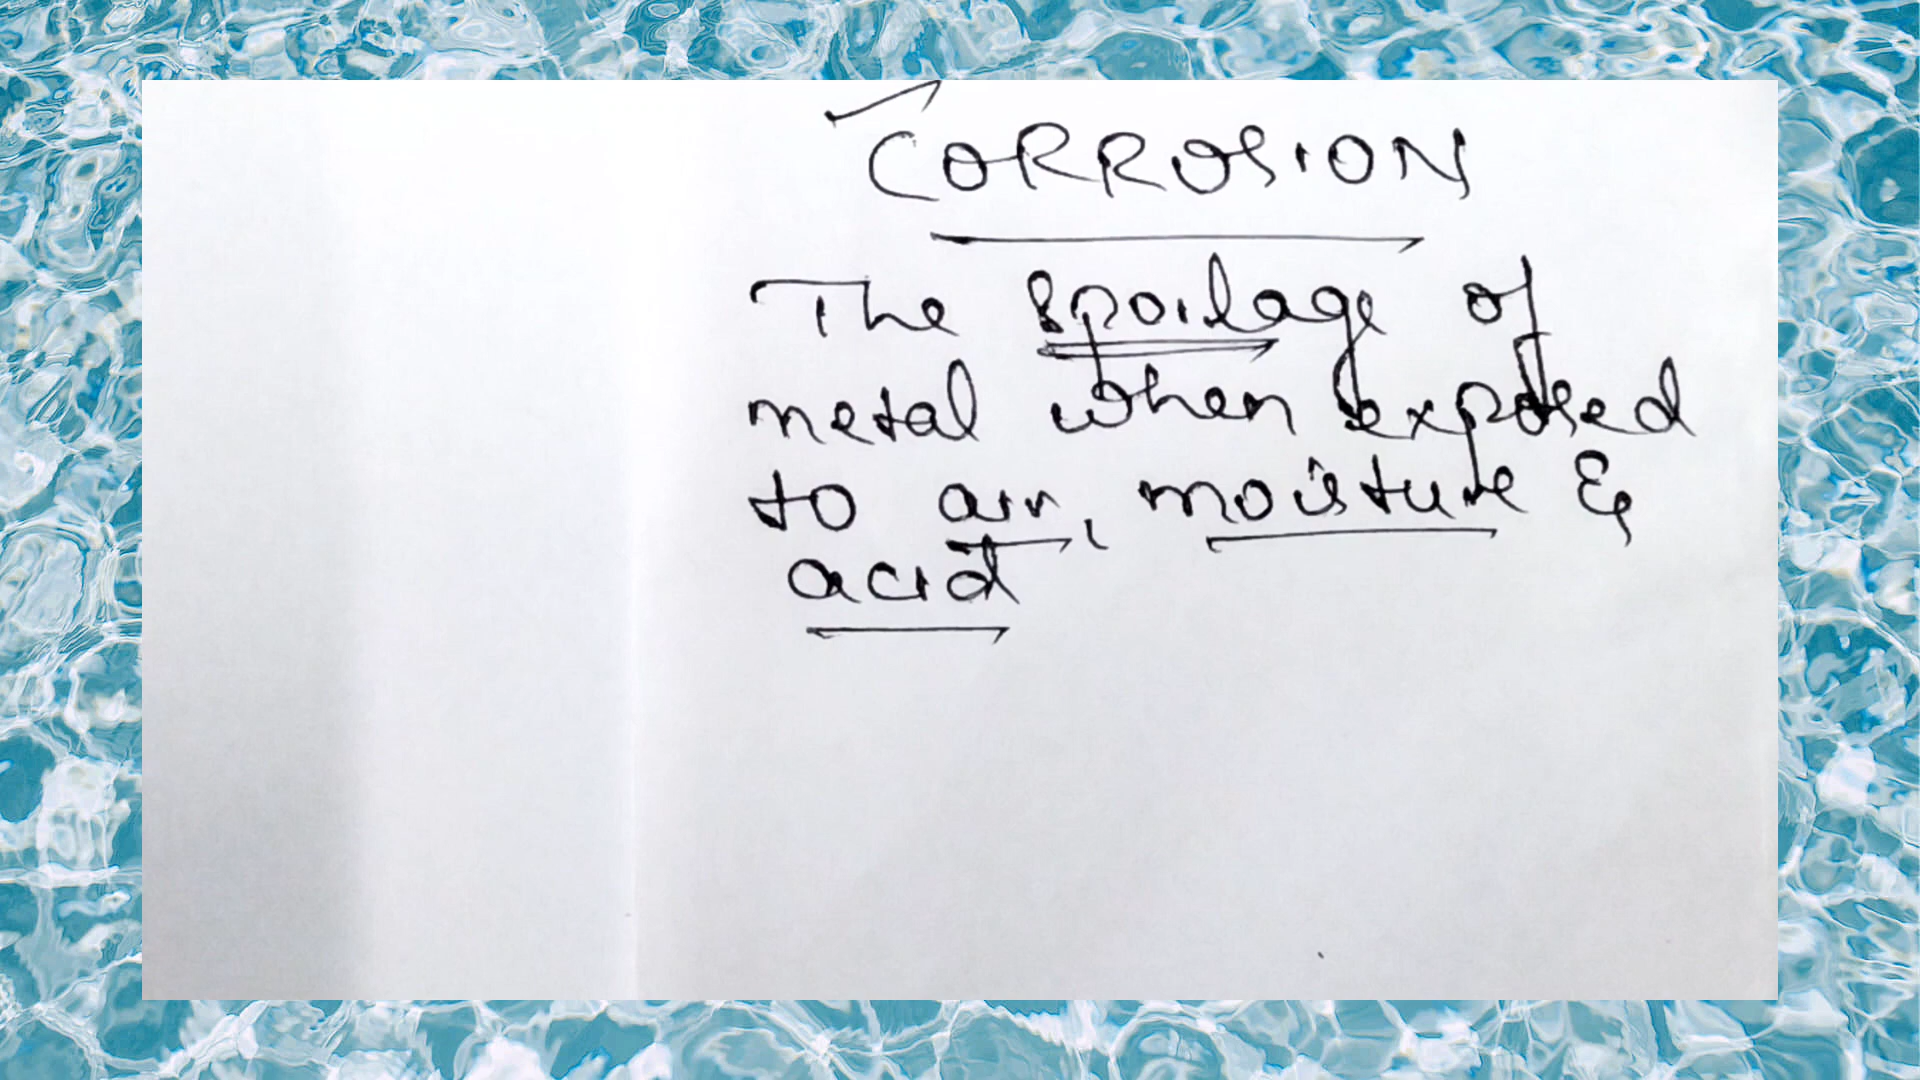 CORROSION
The spoilage of
metal when exposed
to air, moisture &
acid